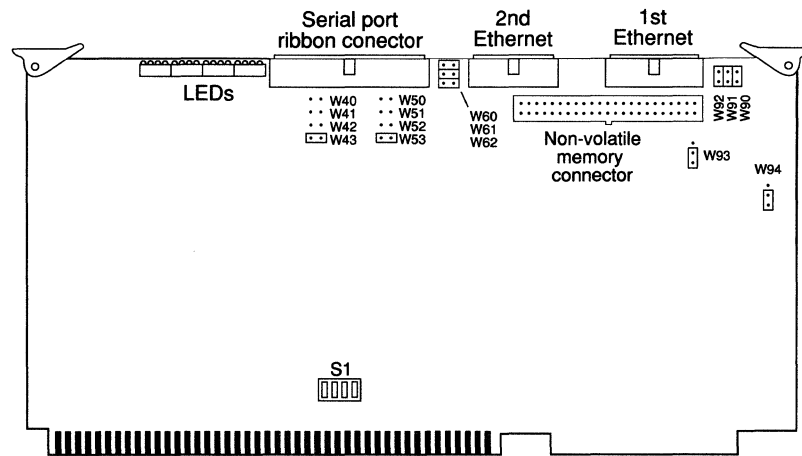 Serial port
ribbon conector
2nd
Ethernet
1st
Ethernet
LEDs
W40
W41
W42
W43
W50
W51
W52
W53
W60
W61
W62
Non-volatile
memory
connector
W92
W91
W90
W93
W94
S1